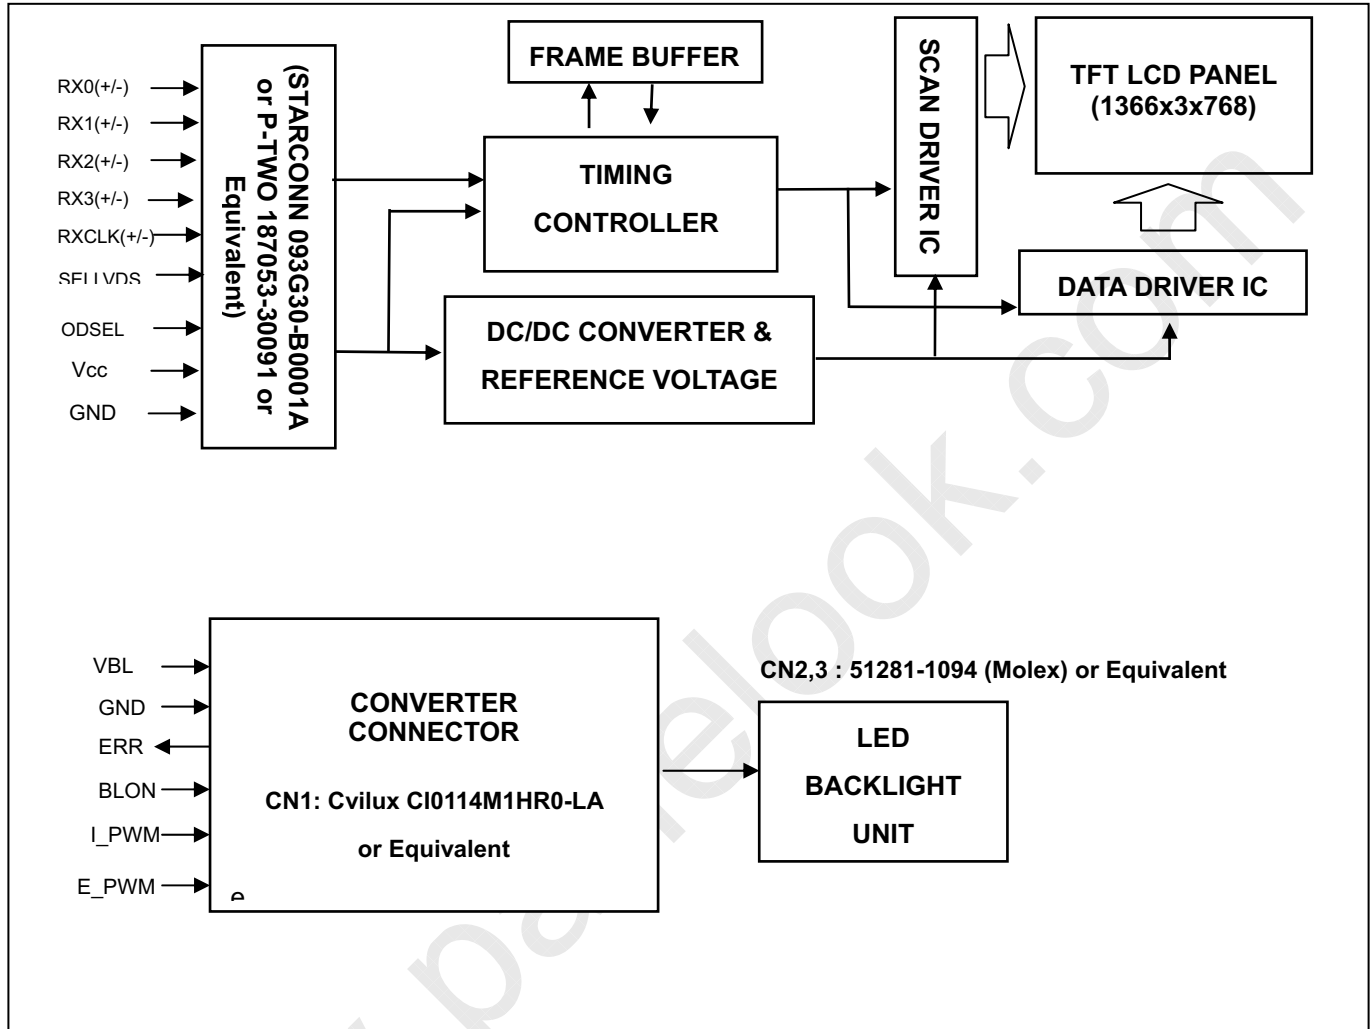 FRAME BUFFER
SCAN DRIVER IC
TFT LCD PANEL
(1366x3x768)
RX0(+/-)
RX1(+/-)
RX2(+/-)
RX3(+/-)
RXCLK(+/-)
SELLVDS
ODSEL
Vcc
GND
(STARCONN 093G30-B0001A
or P-TWO 187053-30091 or
Equivalent)
TIMING
CONTROLLER
DATA DRIVER IC
DC/DC CONVERTER &
REFERENCE VOLTAGE
VBL
GND
ERR
BLON
I_PWM
E_PWM
CONVERTER
CONNECTOR
CN1: Cvilux CI0114M1HR0-LA
or Equivalent
e
CN2,3 : 51281-1094 (Molex) or Equivalent
LED
BACKLIGHT
UNIT
panelook.com